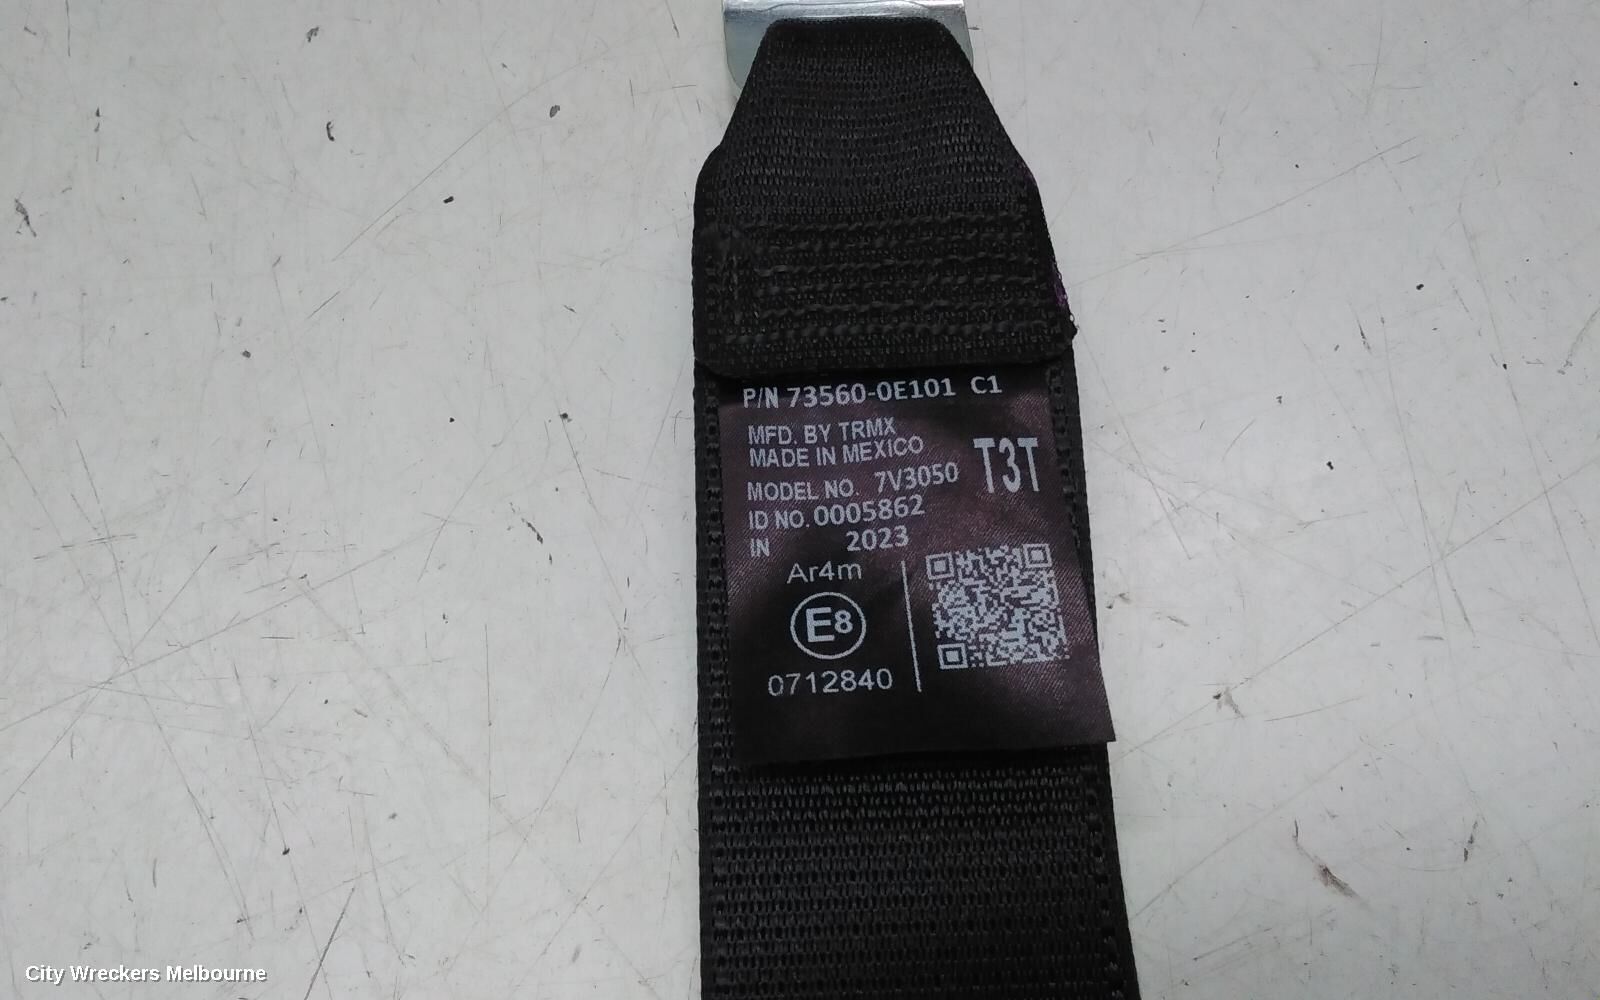 P/N 73560-0E101 C1
MFD. BY TRMX
MADE IN MEXICO
T3T
MODEL NO. 7V3050
ID NO. 0005862
IN 2023
Ar4m
E8
0712840
City Wreckers Melbourne